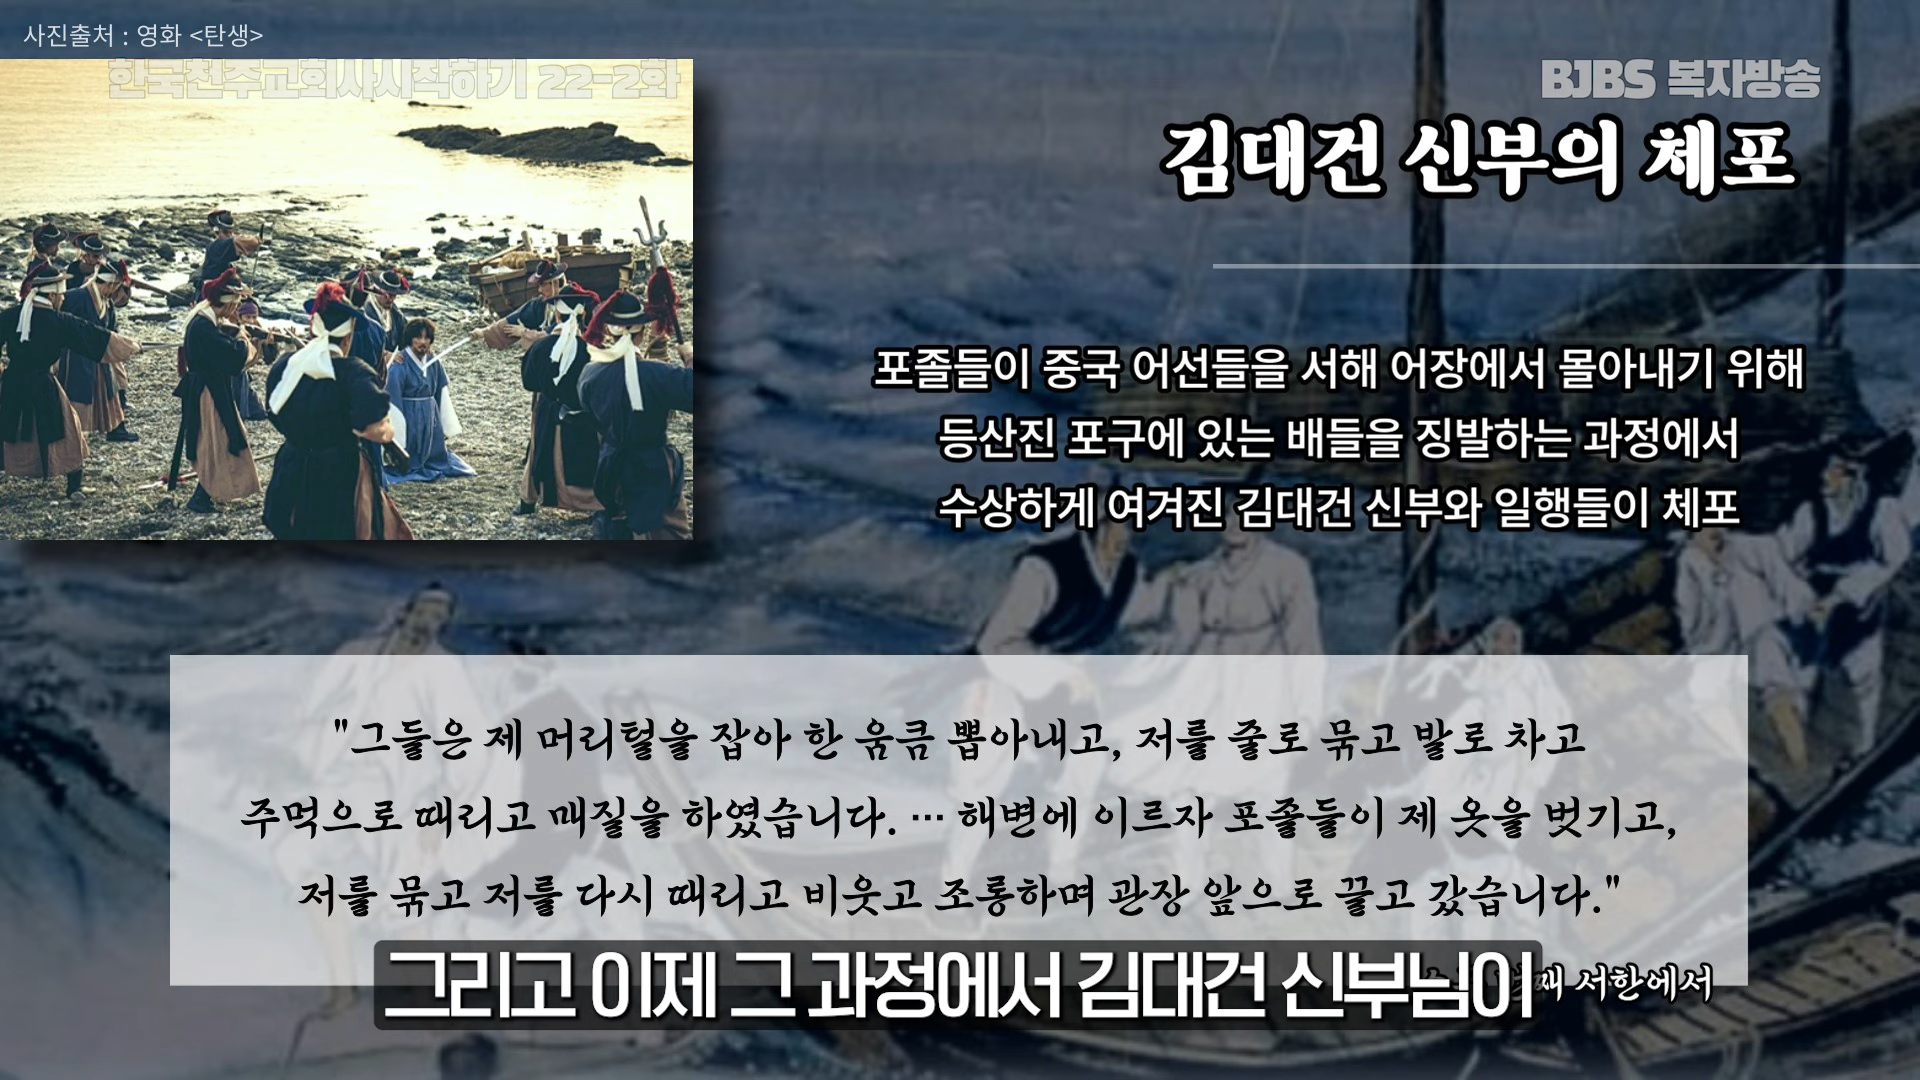 사진출처 : 영화 <탄생>
한국천주교회사시작하기 22-2화
BJBS 복자방송
김대건 신부의 체포
포졸들이 중국 어선들을 서해 어장에서 몰아내기 위해
등산진 포구에 있는 배들을 징발하는 과정에서
수상하게 여겨진 김대건 신부와 일행들이 체포
"그들은 제 머리털을 잡아 한 움큼 뽑아내고, 저를 줄로 묶고 발로 차고
주먹으로 때리고 매질을 하였습니다. … 해변에 이르자 포졸들이 제 옷을 벗기고,
저를 묶고 저를 다시 때리고 비웃고 조롱하며 관장 앞으로 끌고 갔습니다."
서한에서
그리고 이제 그 과정에서 김대건 신부님이